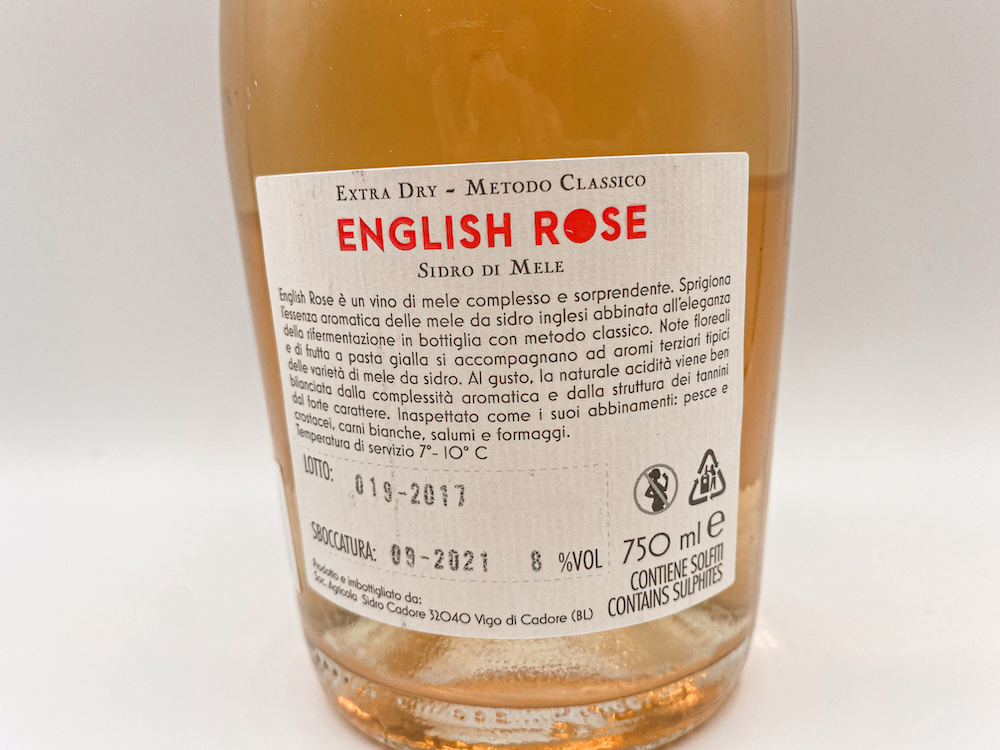 EXTRA DRY - METODO CLASSICO
ENGLISH ROSE
SIDRO DI MELE
English Rose è un vino di mele complesso e sorprendente. Sprigiona
l'essenza aromatica delle mele da sidro inglesi abbinata all'eleganza
della rifermentazione in bottiglia con metodo classico. Note floreali
e di frutta a pasta gialla si accompagnano ad aromi terziari tipici
delle varietà di mele da sidro. Al gusto, la naturale acidità viene ben
bilanciata dalla complessità aromatica e dalla struttura dei tannini
dal forte carattere. Inaspettato come i suoi abbinamenti: pesce e
crostacei, carni bianche, salumi e formaggi.
Temperatura di servizio 7°- 10° C
LOTTO: 019-2017
SBOCCATURA: 09-2021 8 %VOL
750 ml e
CONTIENE SOLFITI
CONTAINS SULPHITES
Prodotto e imbottigliato da:
Soc. Agricola Sidro Cadore 32040 Vigo di Cadore (BL)